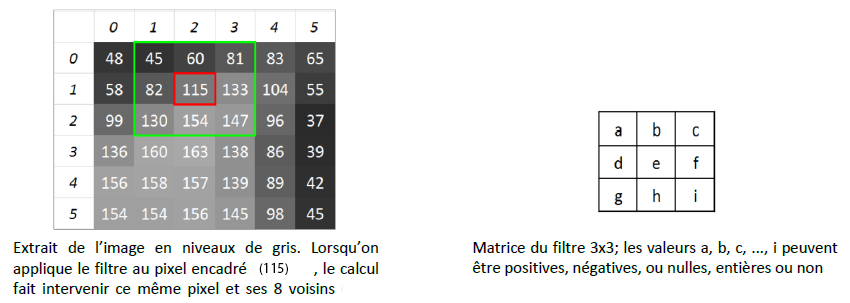 0 1 2 3 4 5
0 48 45 60 81 83 65
1 58 82 115 133 104 55
2 99 130 154 147 96 37
3 136 160 163 138 86 39
4 156 158 157 139 89 42
5 154 154 156 145 98 45
Extrait de l'image en niveaux de gris. Lorsqu'on
applique le filtre au pixel encadré (115) , le calcul
fait intervenir ce même pixel et ses 8 voisins
a b c
d e f
g h i
Matrice du filtre 3x3; les valeurs a, b, c, ..., i peuvent
être positives, négatives, ou nulles, entières ou non